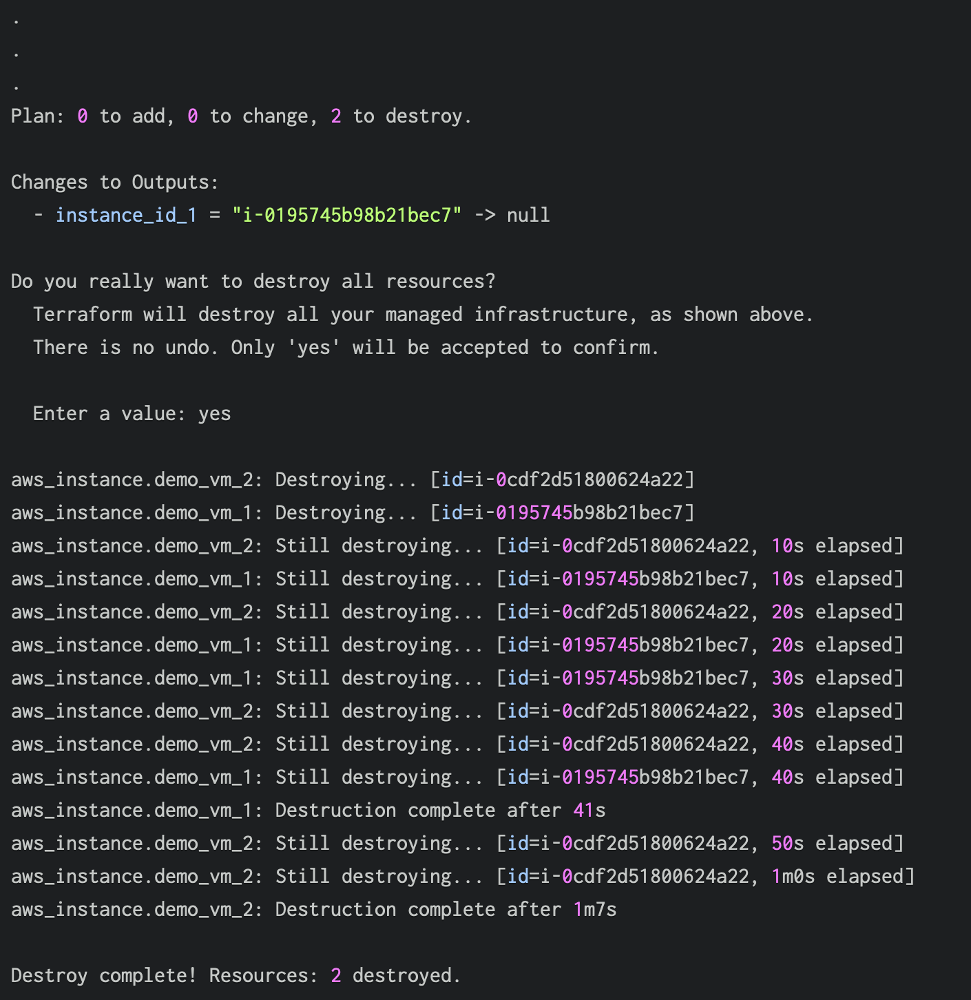 .
.
.
Plan: 0 to add, 0 to change, 2 to destroy.
Changes to Outputs:
- instance_id_1 = "i-0195745b98b21bec7" -> null
Do you really want to destroy all resources?
Terraform will destroy all your managed infrastructure, as shown above.
There is no undo. Only 'yes' will be accepted to confirm.
Enter a value: yes
aws_instance.demo_vm_2: Destroying... [id=i-0cdf2d51800624a22]
aws_instance.demo_vm_1: Destroying... [id=i-0195745b98b21bec7]
aws_instance.demo_vm_2: Still destroying... [id=i-0cdf2d51800624a22, 10s elapsed]
aws_instance.demo_vm_1: Still destroying... [id=i-0195745b98b21bec7, 10s elapsed]
aws_instance.demo_vm_2: Still destroying... [id=i-0cdf2d51800624a22, 20s elapsed]
aws_instance.demo_vm_1: Still destroying... [id=i-0195745b98b21bec7, 20s elapsed]
aws_instance.demo_vm_1: Still destroying... [id=i-0195745b98b21bec7, 30s elapsed]
aws_instance.demo_vm_2: Still destroying... [id=i-0cdf2d51800624a22, 30s elapsed]
aws_instance.demo_vm_2: Still destroying... [id=i-0cdf2d51800624a22, 40s elapsed]
aws_instance.demo_vm_1: Still destroying... [id=i-0195745b98b21bec7, 40s elapsed]
aws_instance.demo_vm_1: Destruction complete after 41s
aws_instance.demo_vm_2: Still destroying... [id=i-0cdf2d51800624a22, 50s elapsed]
aws_instance.demo_vm_2: Still destroying... [id=i-0cdf2d51800624a22, 1m0s elapsed]
aws_instance.demo_vm_2: Destruction complete after 1m7s
Destroy complete! Resources: 2 destroyed.